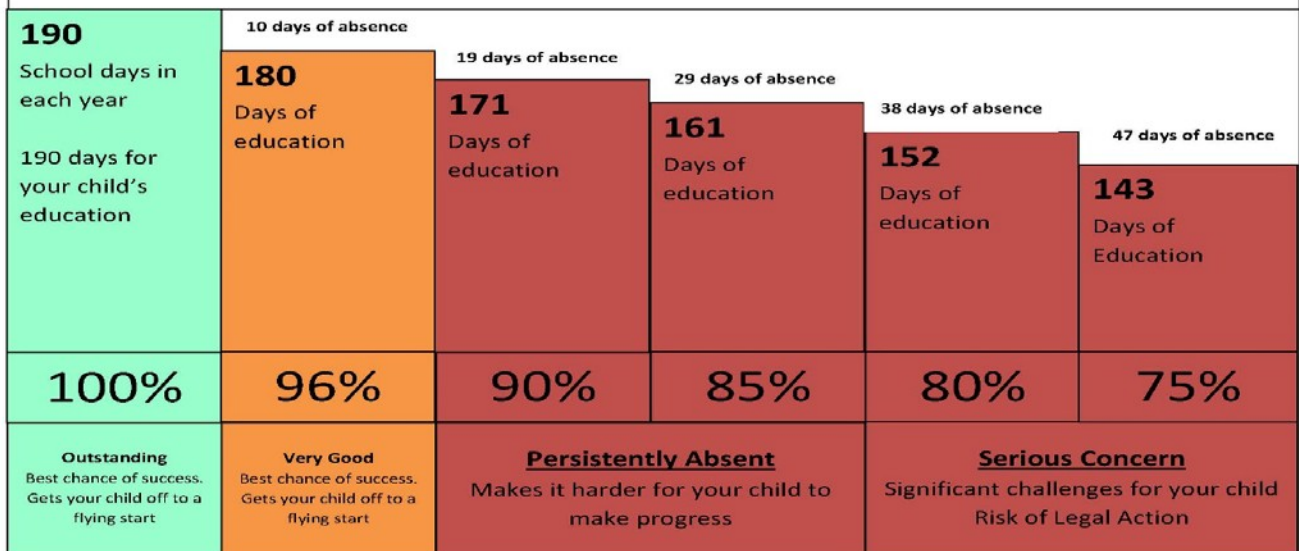 190
School days in
each year
190 days for
your child's
education
10 days of absence
180
Days of
education
19 days of absence
171
Days of
education
29 days of absence
161
Days of
education
38 days of absence
152
Days of
education
47 days of absence
143
Days of
Education
100%
96%
90%
85%
80%
75%
Outstanding
Best chance of success.
Gets your child off to a
flying start
Very Good
Best chance of success.
Gets your child off to a
flying start
Persistently Absent
Makes it harder for your child to
make progress
Serious Concern
Significant challenges for your child
Risk of Legal Action